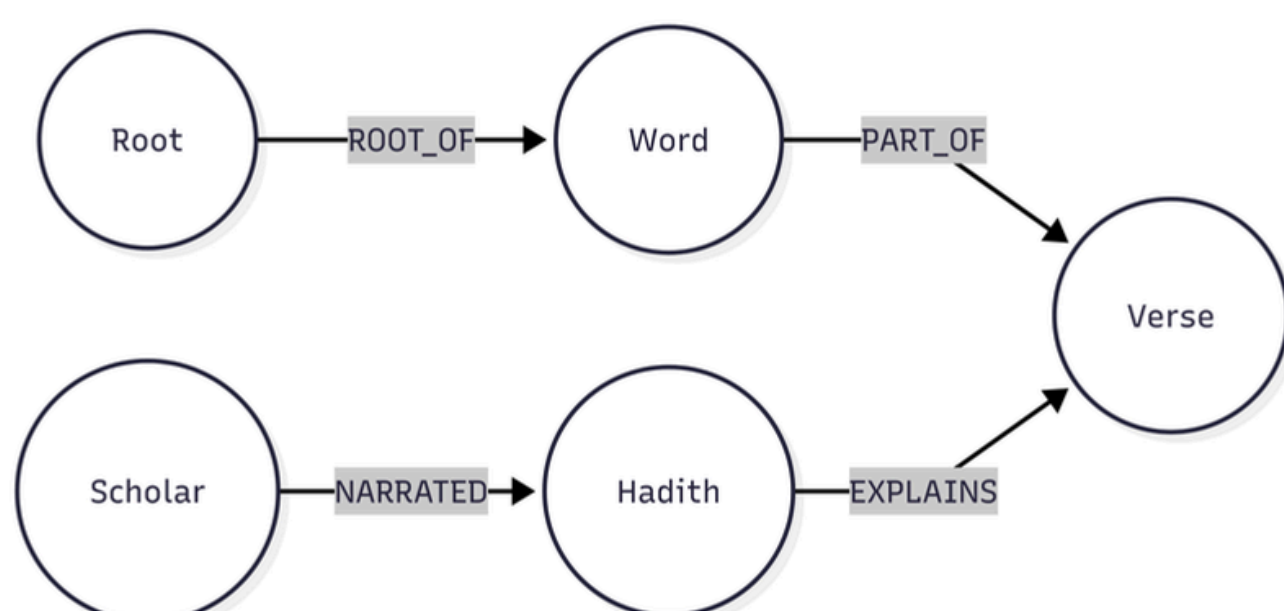 Root
ROOT_OF
Word
PART_OF
Verse
Scholar
NARRATED
Hadith
EXPLAINS